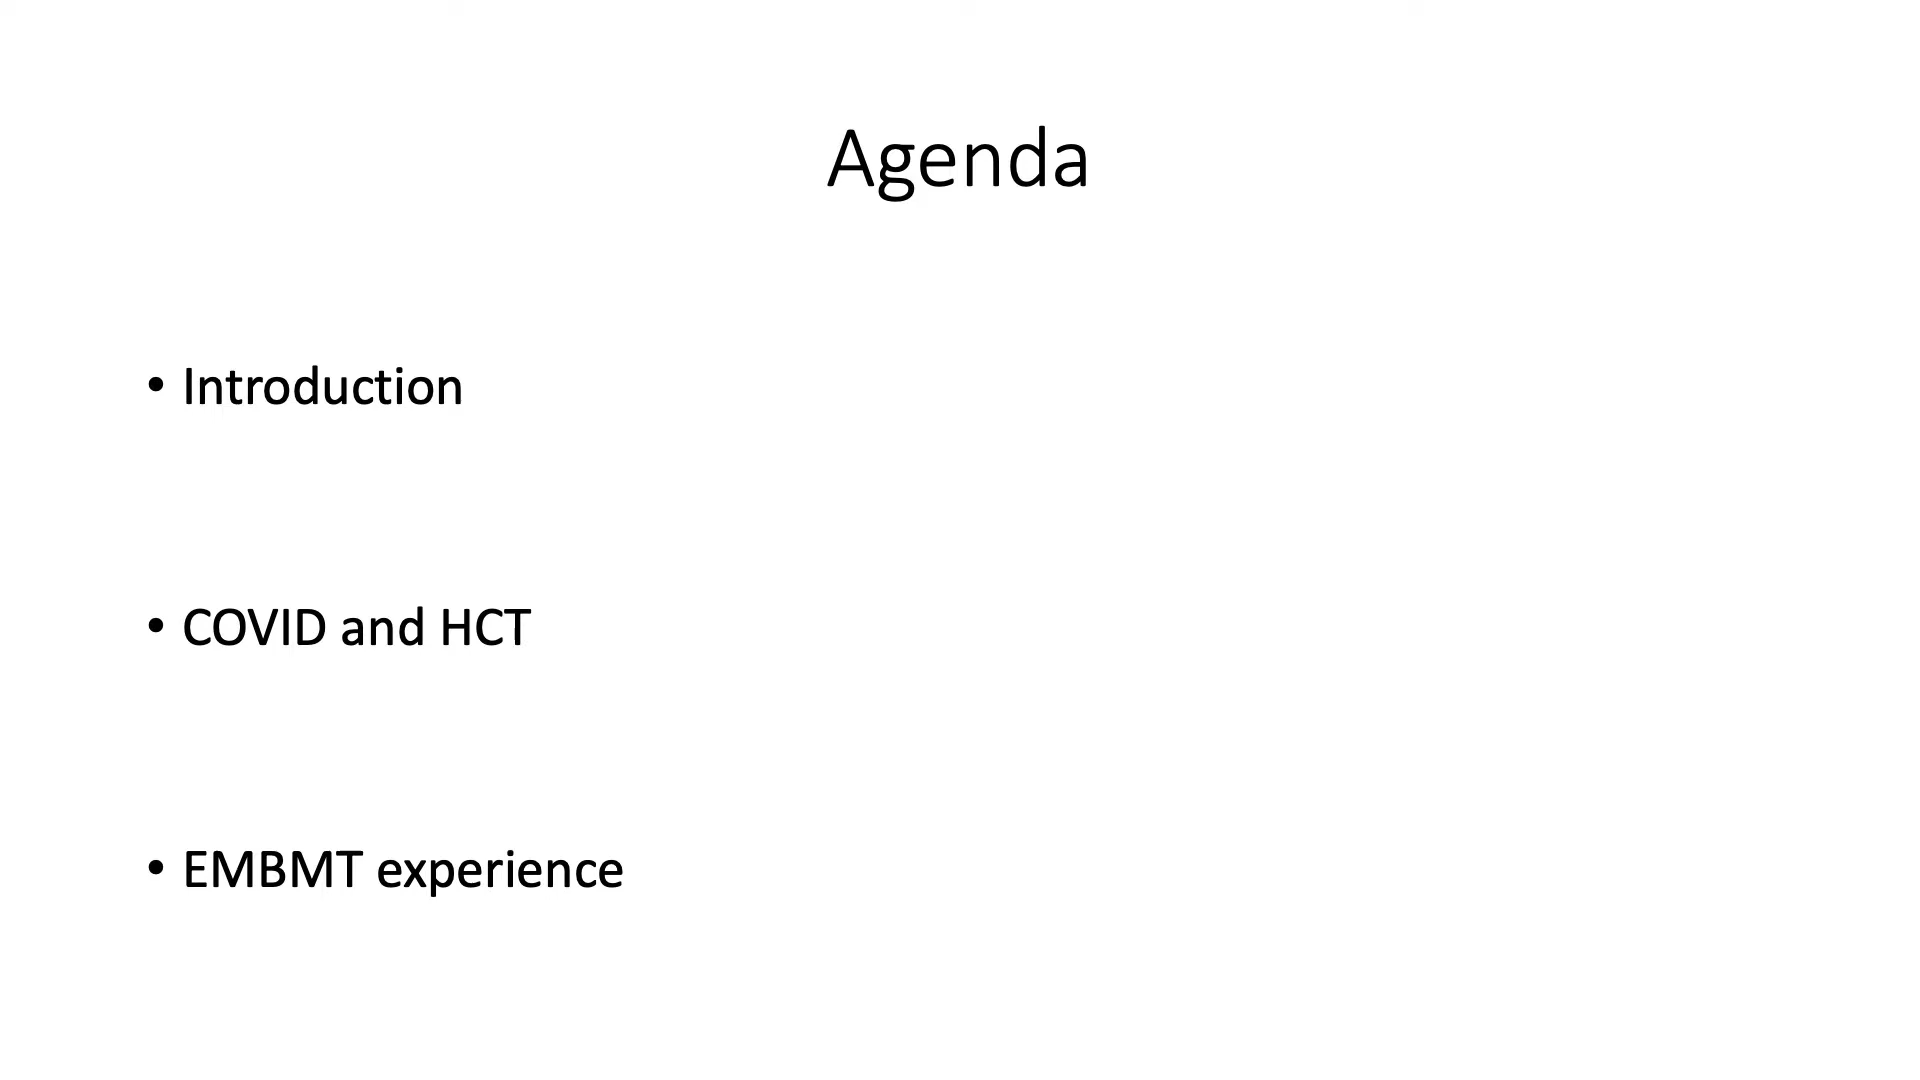 Agenda
• Introduction
• COVID and HCT
• EMBMT experience